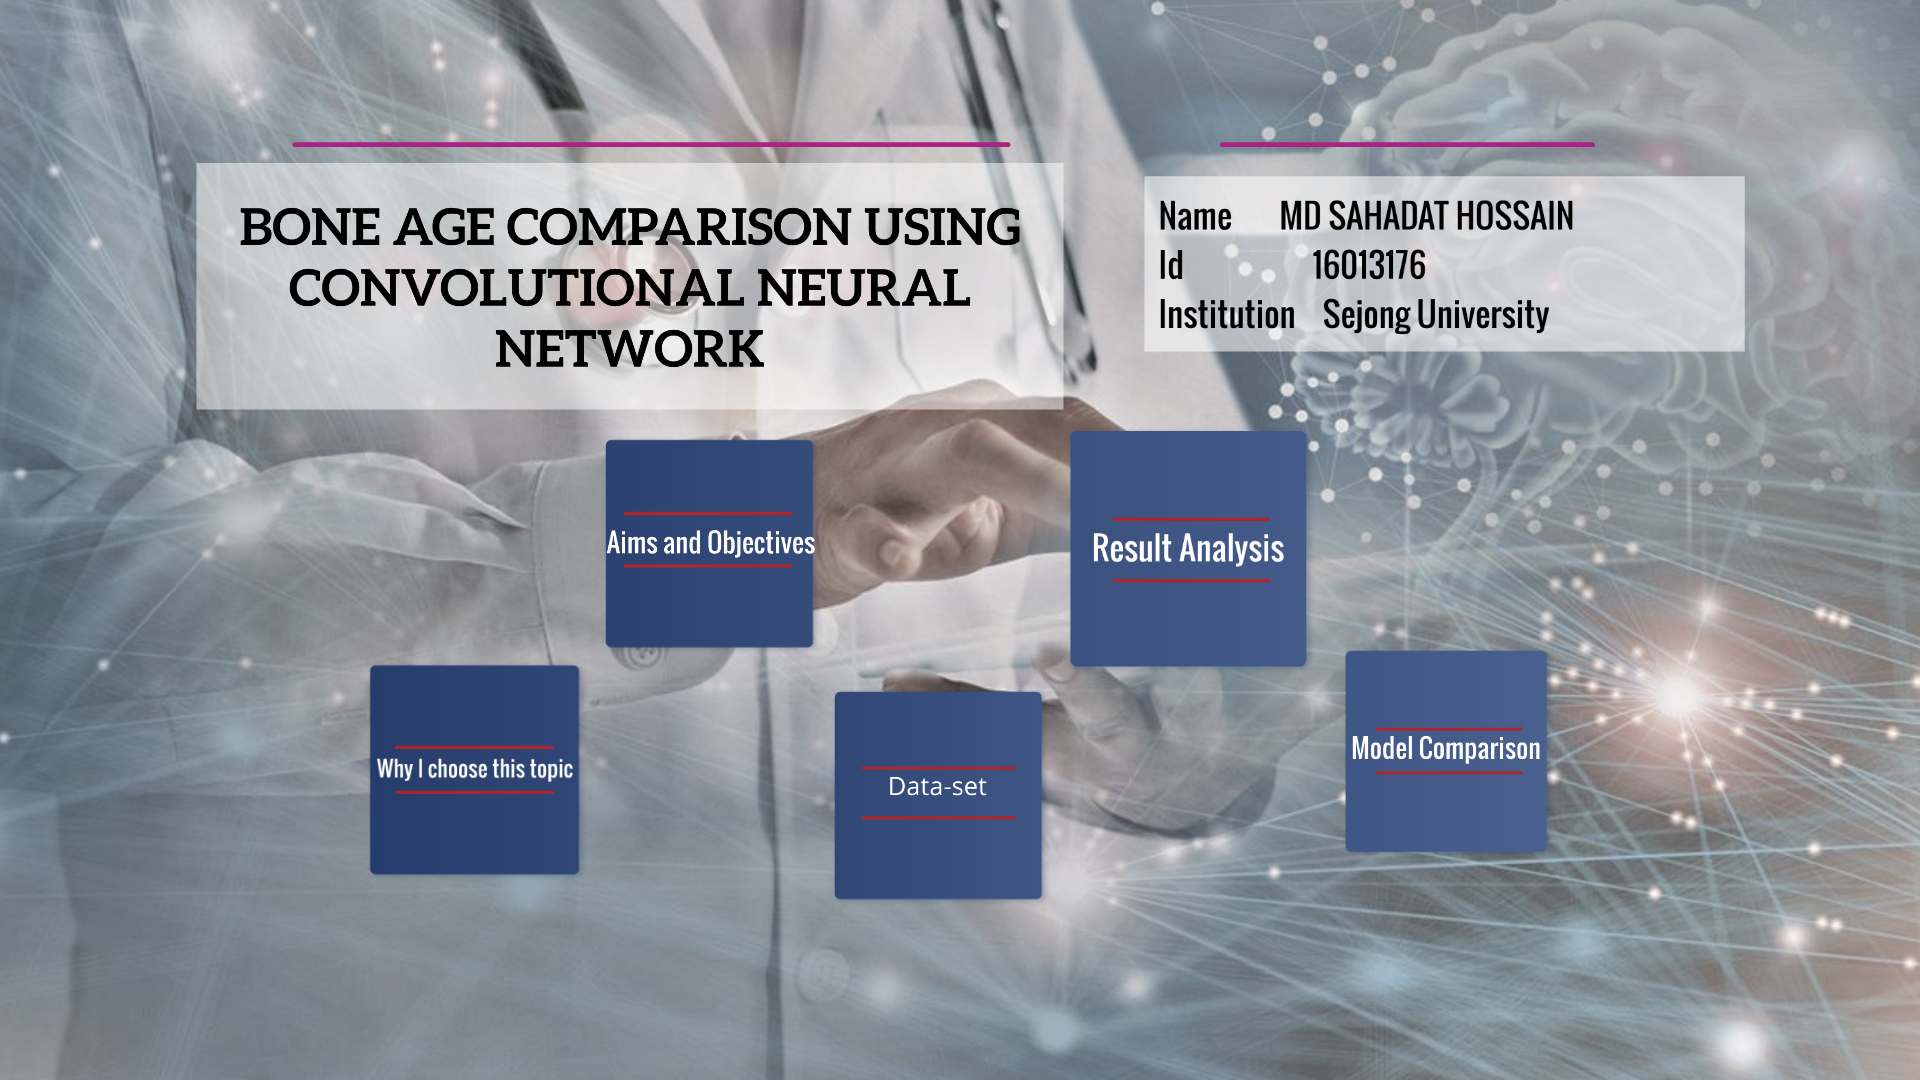 BONE AGE COMPARISON USING
CONVOLUTIONAL NEURAL
NETWORK
Name MD SAHADAT HOSSAIN
Id 16013176
Institution Sejong University
Aims and Objectives
Result Analysis
Why I choose this topic
Data-set
Model Comparison